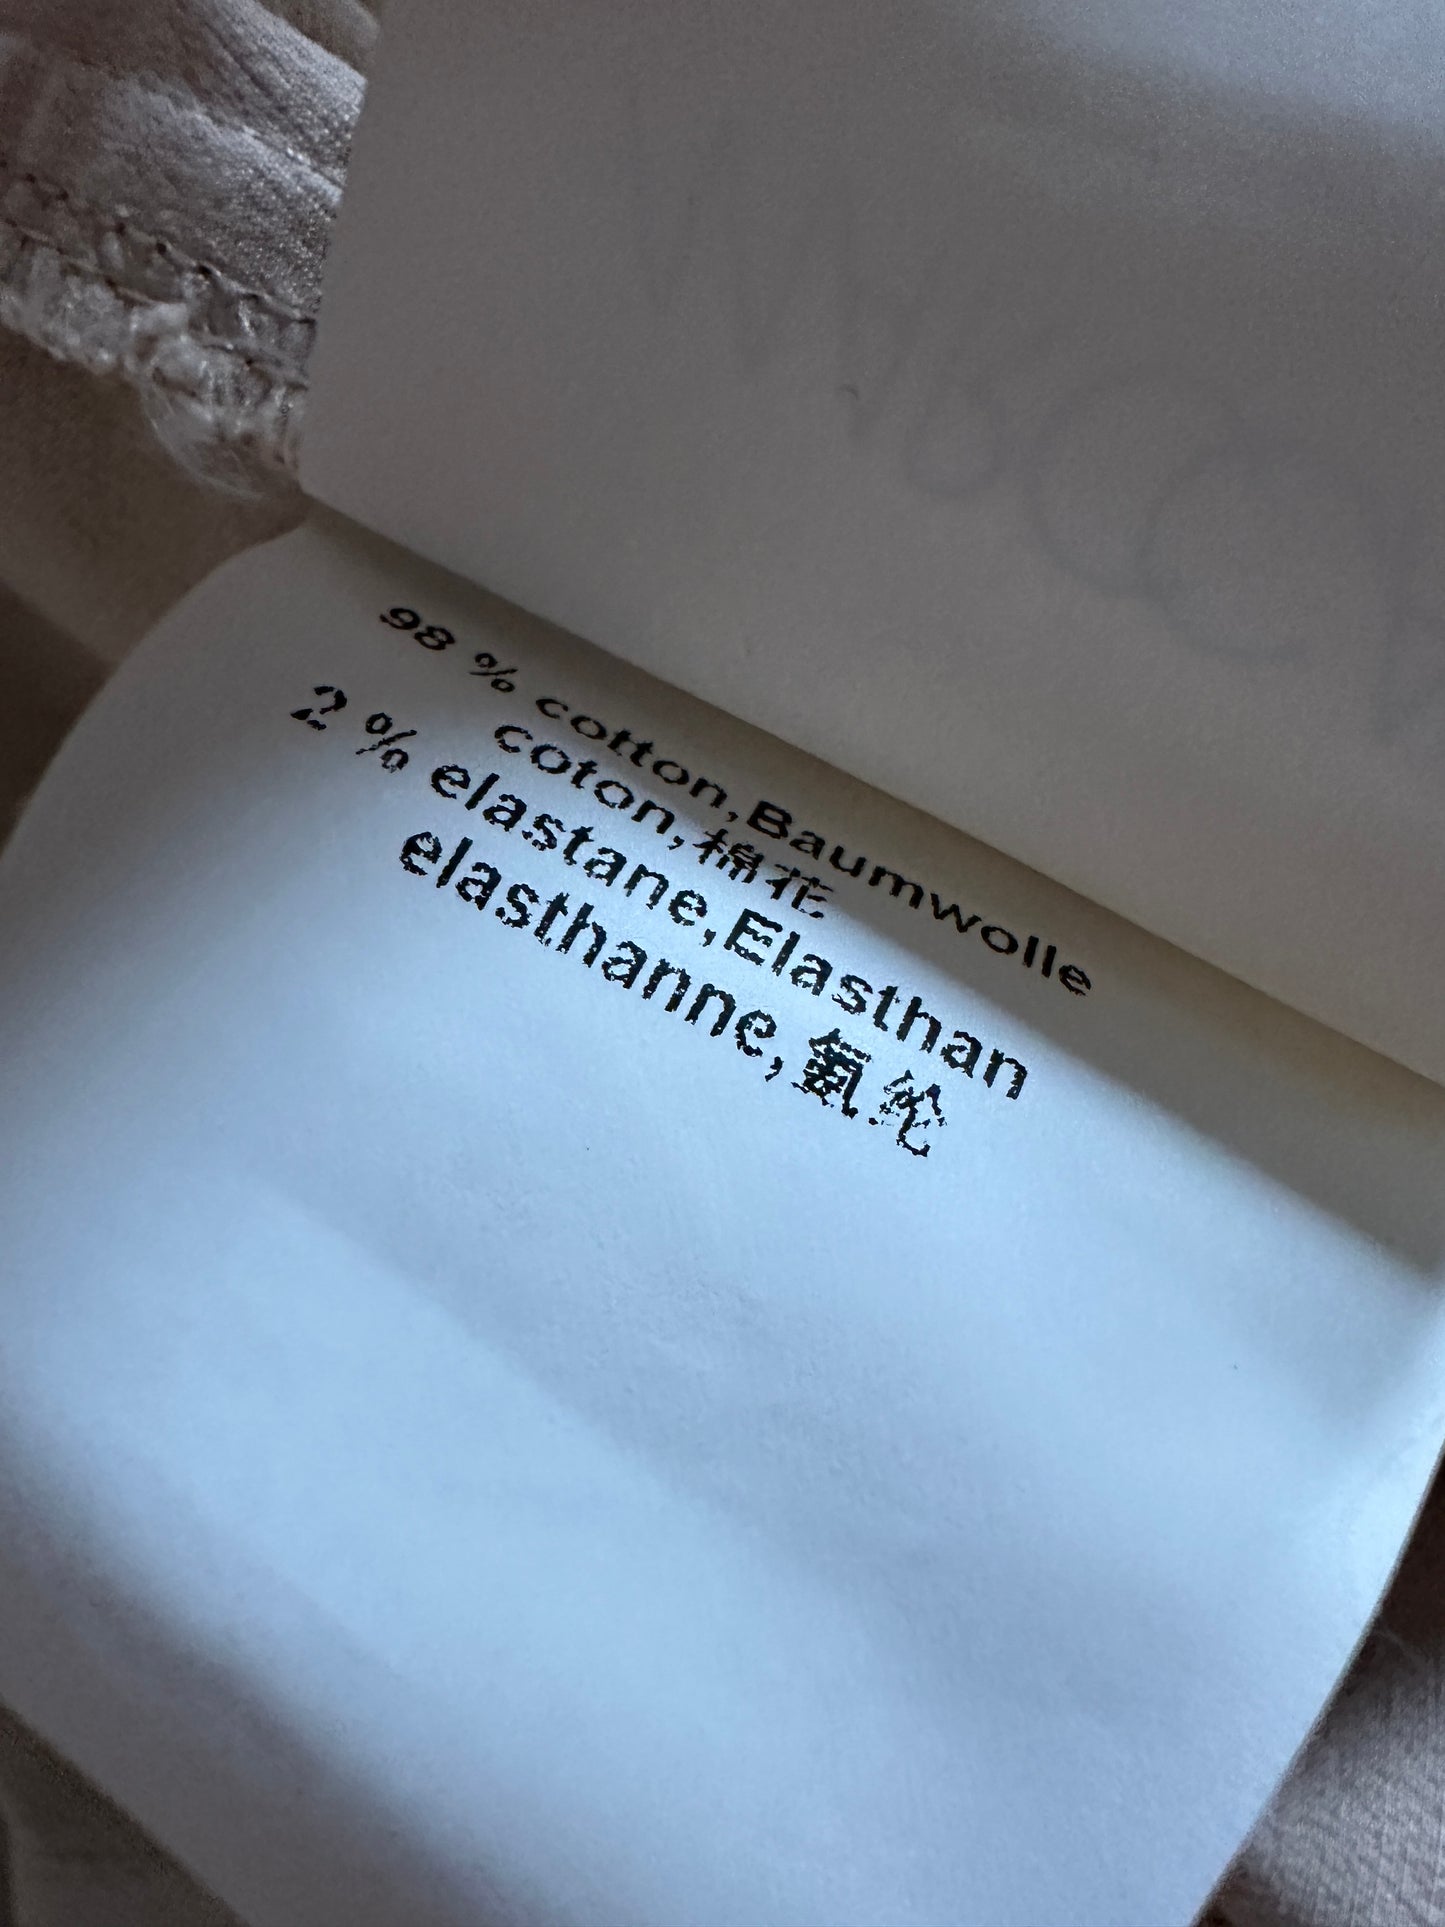 98 % cotton,Baumwolle
coton,棉花
2 % elastane,Elasthan
elasthanne,氨纶